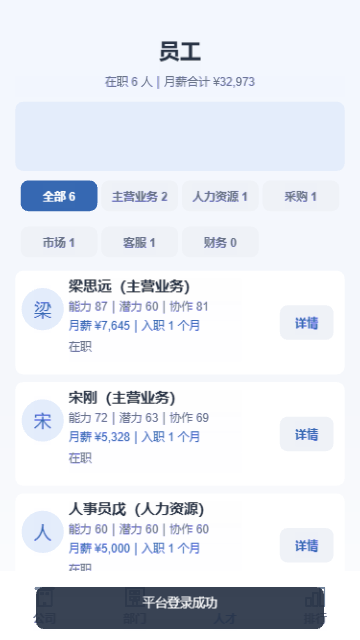 员工
在职 6 人 | 月薪合计 ¥32,973
全部 6
主营业务 2
人力资源 1
采购 1
市场 1
客服 1
财务 0
梁
梁思远（主营业务）
能力 87 | 潜力 60 | 协作 81
月薪 ¥7,645 | 入职 1 个月
在职
详情
宋
宋刚（主营业务）
能力 72 | 潜力 63 | 协作 69
月薪 ¥5,328 | 入职 1 个月
在职
详情
人
人事员戊（人力资源）
能力 60 | 潜力 60 | 协作 60
月薪 ¥5,000 | 入职 1 个月
在职
详情
平台登录成功
公司
部门
人才